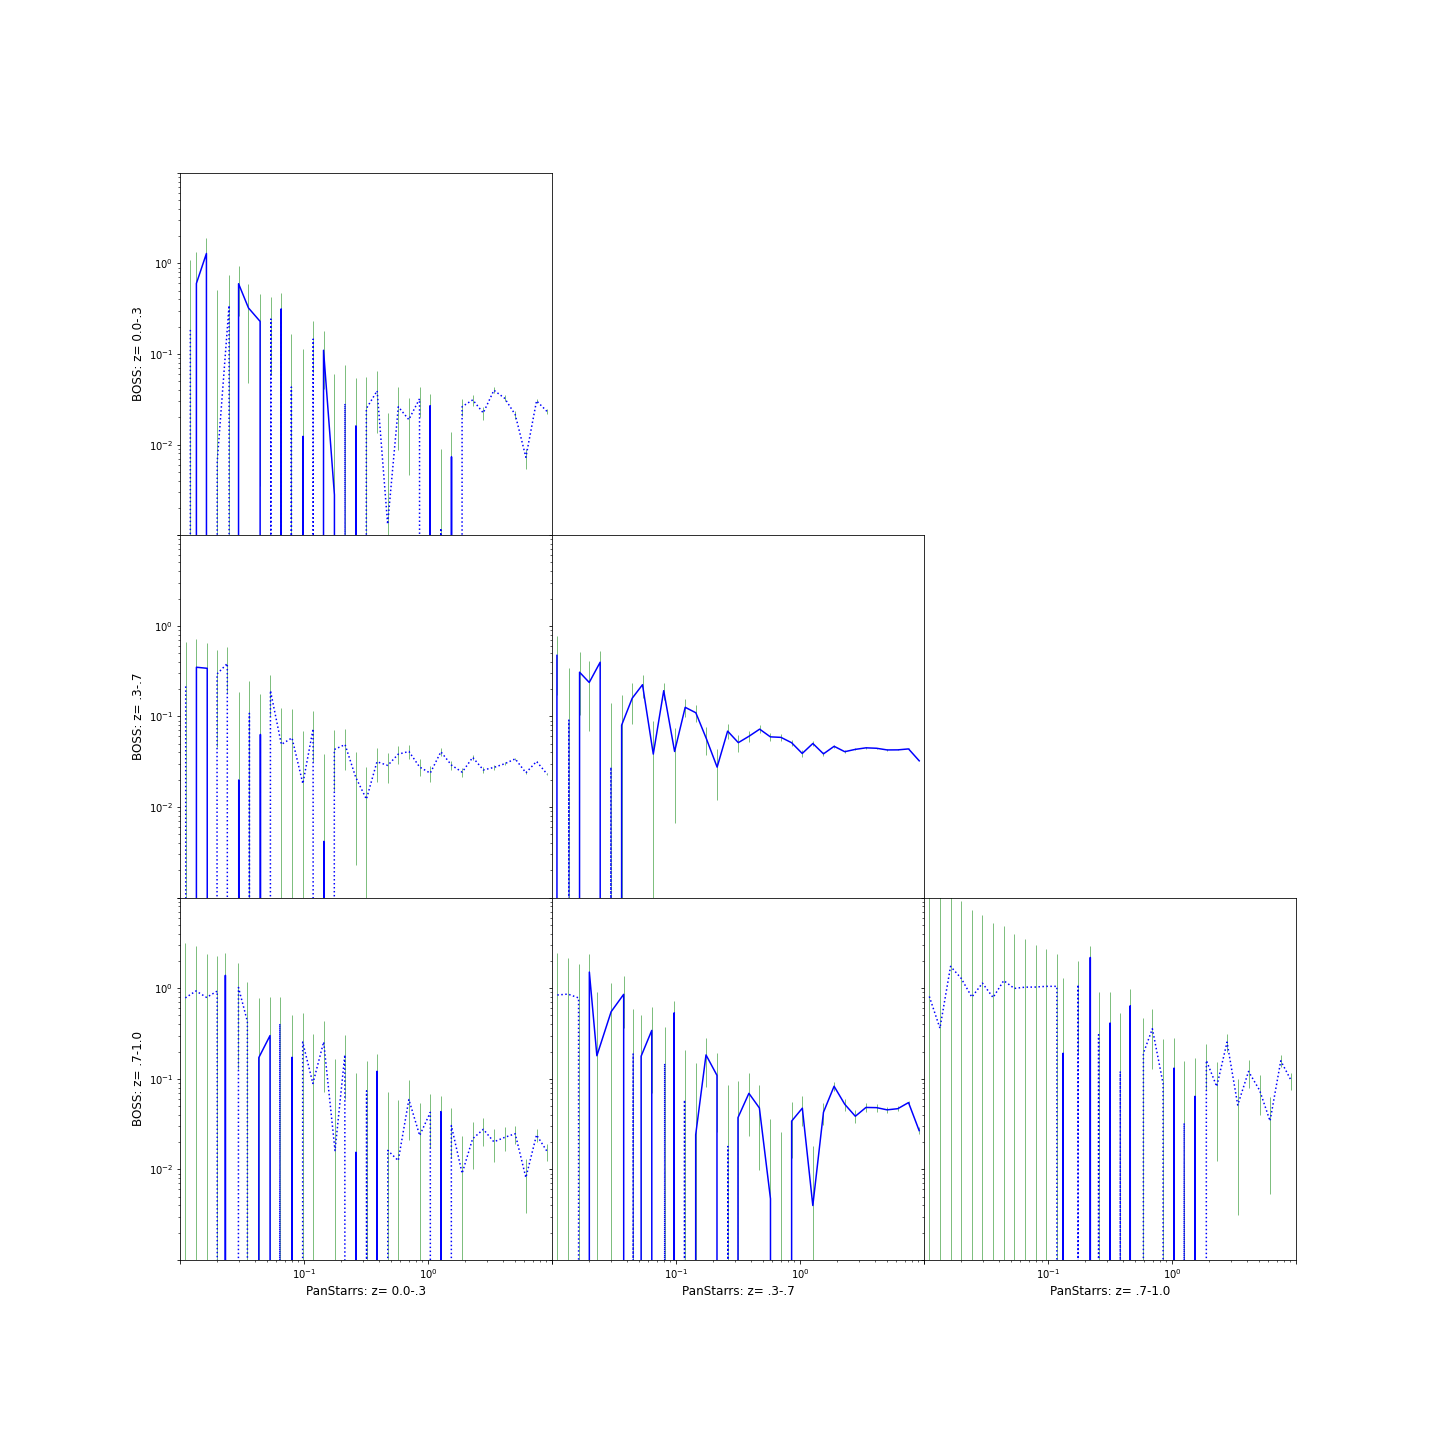 10⁰
10⁻¹
10⁻²
BOSS: z= 0.0-.3
10⁰
10⁻¹
10⁻²
BOSS: z= .3-.7
10⁰
10⁻¹
10⁻²
BOSS: z= .7-1.0
10⁻¹ 10⁰ 10⁻¹ 10⁰ 10⁻¹ 10⁰
PanStarrs: z= 0.0-.3
PanStarrs: z= .3-.7
PanStarrs: z= .7-1.0